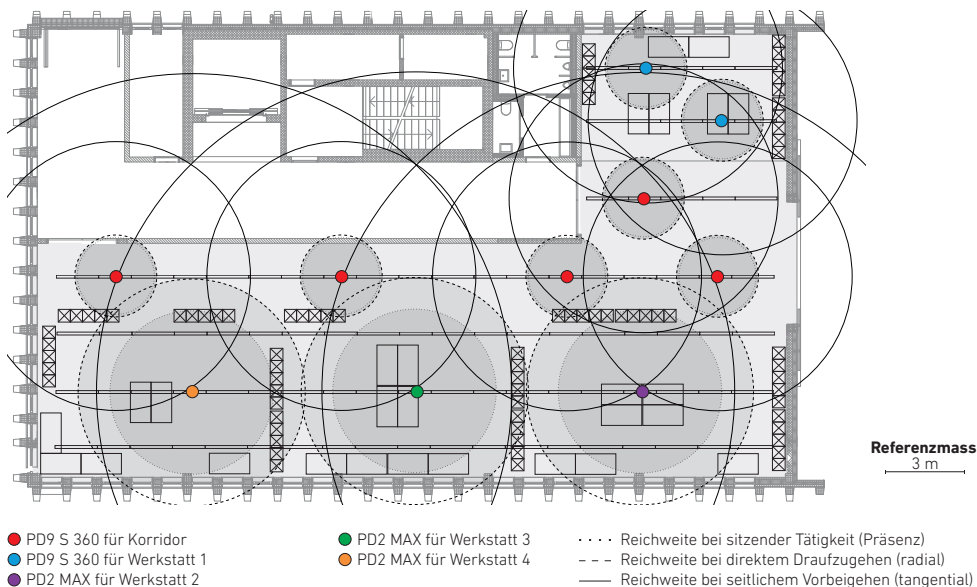 Referenzmass
3 m
PD9 S 360 für Korridor
PD9 S 360 für Werkstatt 1
PD2 MAX für Werkstatt 2
PD2 MAX für Werkstatt 3
PD2 MAX für Werkstatt 4
Reichweite bei sitzender Tätigkeit (Präsenz)
Reichweite bei direktem Draufzugehen (radial)
Reichweite bei seitlichem Vorbeigehen (tangential)